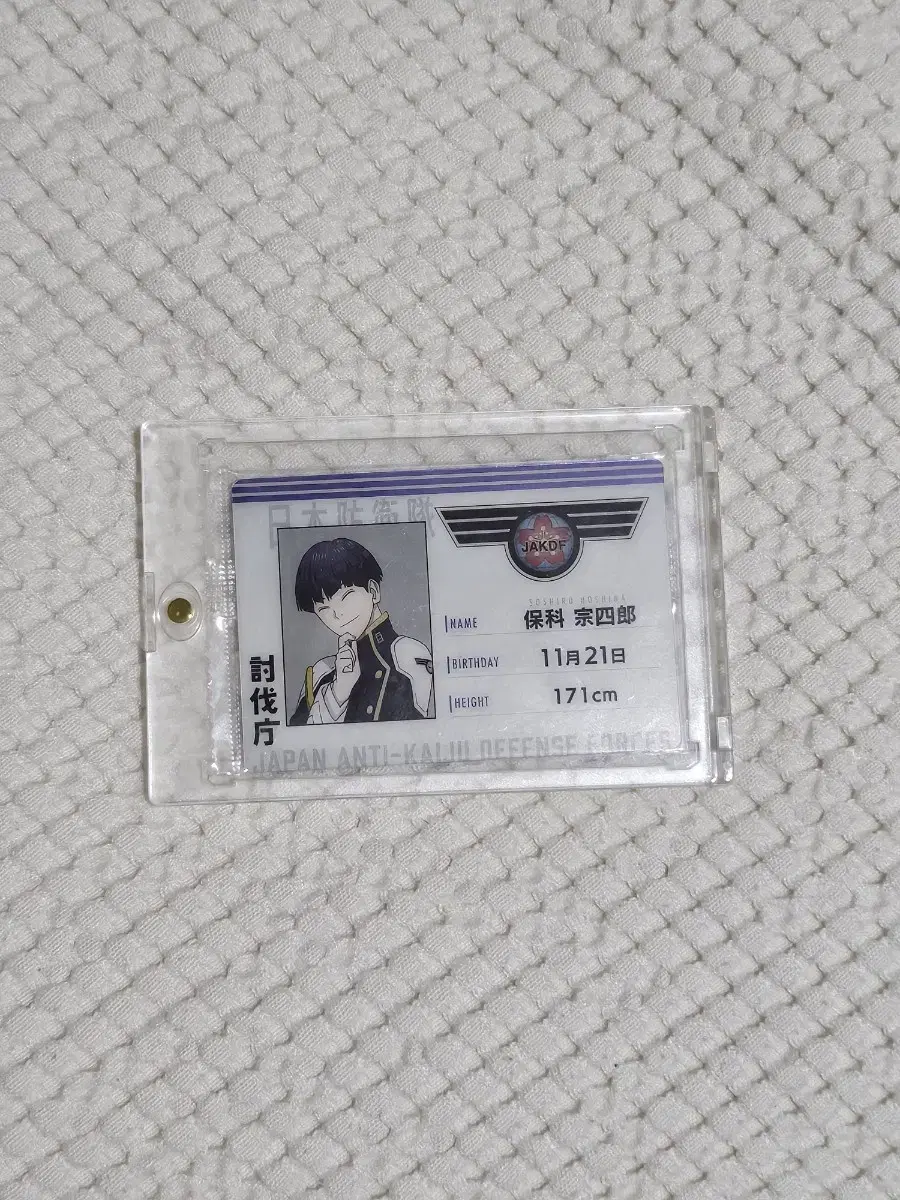 日本防衛隊
JAKDF
SOSHIRO HOSHINA
NAME 保科 宗四郎
BIRTHDAY 11月21日
HEIGHT 171cm
討伐庁
JAPAN ANTI-KAIJU DEFENSE FORCES